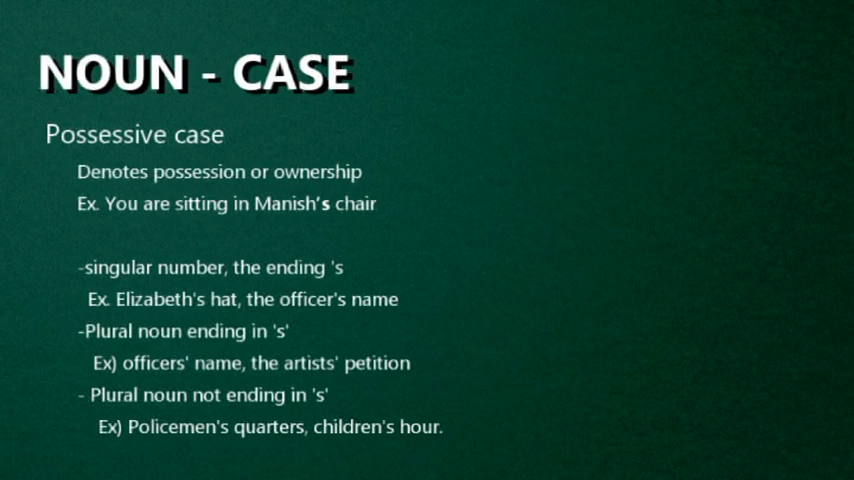 NOUN - CASE
Possessive case
Denotes possession or ownership
Ex. You are sitting in Manish's chair
-singular number, the ending 's
Ex. Elizabeth's hat, the officer's name
-Plural noun ending in 's'
Ex) officers' name, the artists' petition
- Plural noun not ending in 's'
Ex) Policemen's quarters, children's hour.